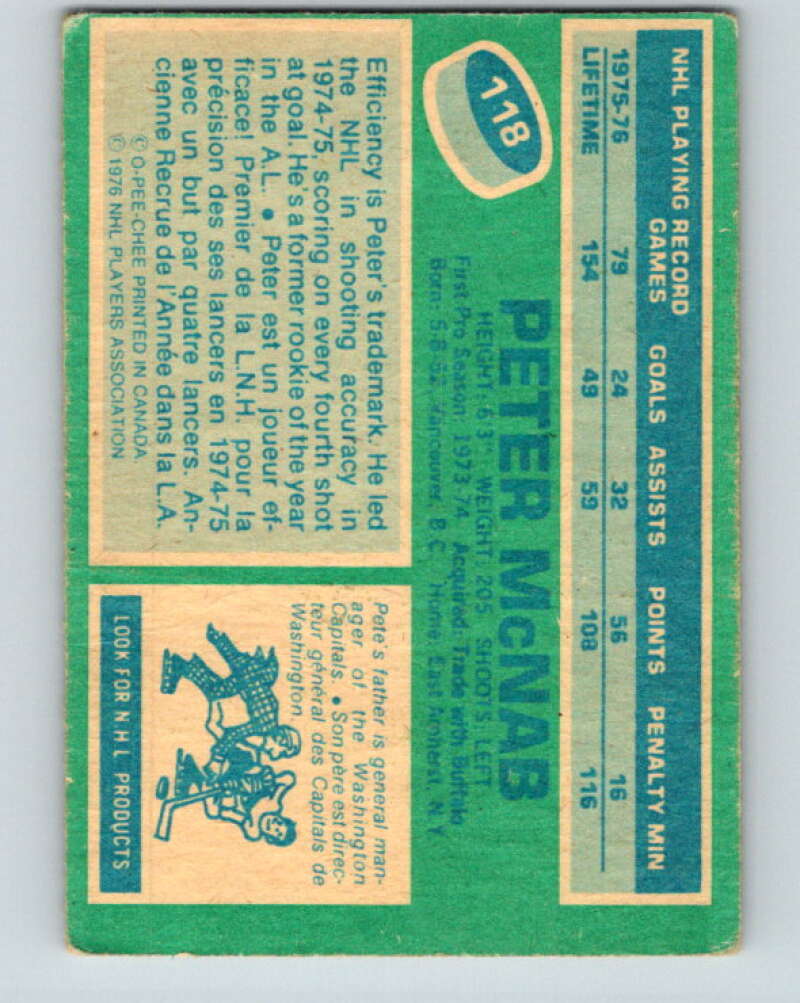 NHL PLAYING RECORD
GAMES GOALS ASSISTS POINTS PENALTY MIN
1975-76 79 24 32 56 16
LIFETIME 154 49 59 108 116
118
PETER McNAB
HEIGHT: 6'3" WEIGHT: 205 SHOOTS: LEFT
First Pro Season: 1973-74 Acquired: Trade with Buffalo
Born: 5-8-52, Vancouver, B.C. Home: East Amherst, N.Y.
Efficiency is Peter's trademark. He led
the NHL in shooting accuracy in
1974-75, scoring on every fourth shot
at goal. He's a former rookie of the year
in the A.L. • Peter est un joueur ef-
ficace! Premier de la L.N.H. pour la
précision des ses lancers en 1974-75
avec un but par quatre lancers. An-
cienne Recrue de l'Année dans la L.A.
© O-PEE-CHEE PRINTED IN CANADA.
© 1976 NHL PLAYERS ASSOCIATION
Pete's father is general man-
ager of the Washington
Capitals. • Son père est direc-
teur général des Capitals de
Washington.
LOOK FOR N H L PRODUCTS